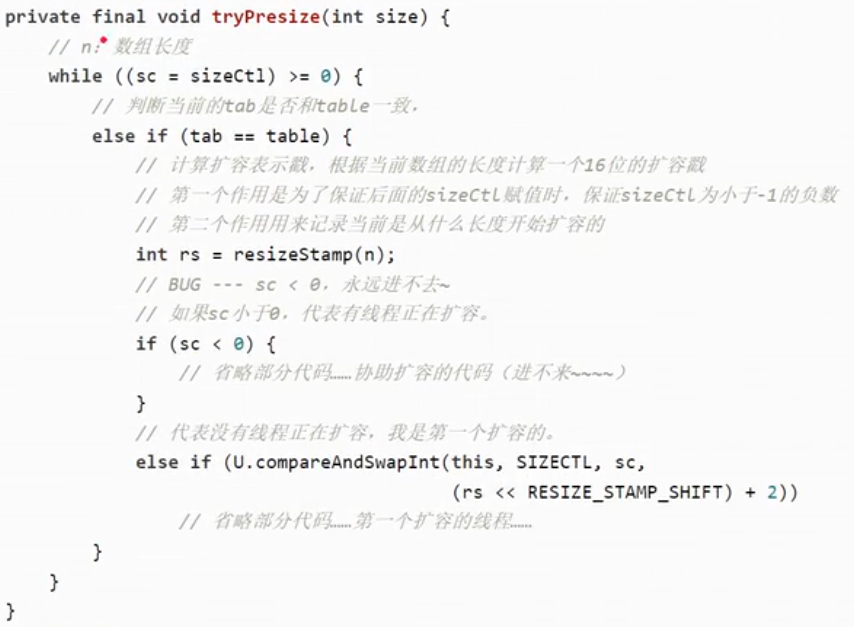 private final void tryPresize(int size) {
    // n: 数组长度
    while ((sc = sizeCtl) >= 0) {
        // 判断当前的tab是否和table一致,
        else if (tab == table) {
            // 计算扩容表示戳，根据当前数组的长度计算一个16位的扩容戳
            // 第一个作用是为了保证后面的sizeCtl赋值时，保证sizeCtl为小于-1的负数
            // 第二个作用用来记录当前是从什么长度开始扩容的
            int rs = resizeStamp(n);
            // BUG --- sc < 0，永远进不去~
            // 如果sc小于0，代表有线程正在扩容。
            if (sc < 0) {
                // 省略部分代码……协助扩容的代码（进不来~~~~）
            }
            // 代表没有线程正在扩容，我是第一个扩容的。
            else if (U.compareAndSwapInt(this, SIZECTL, sc,
                                         (rs << RESIZE_STAMP_SHIFT) + 2))
                // 省略部分代码……第一个扩容的线程……
        }
    }
}